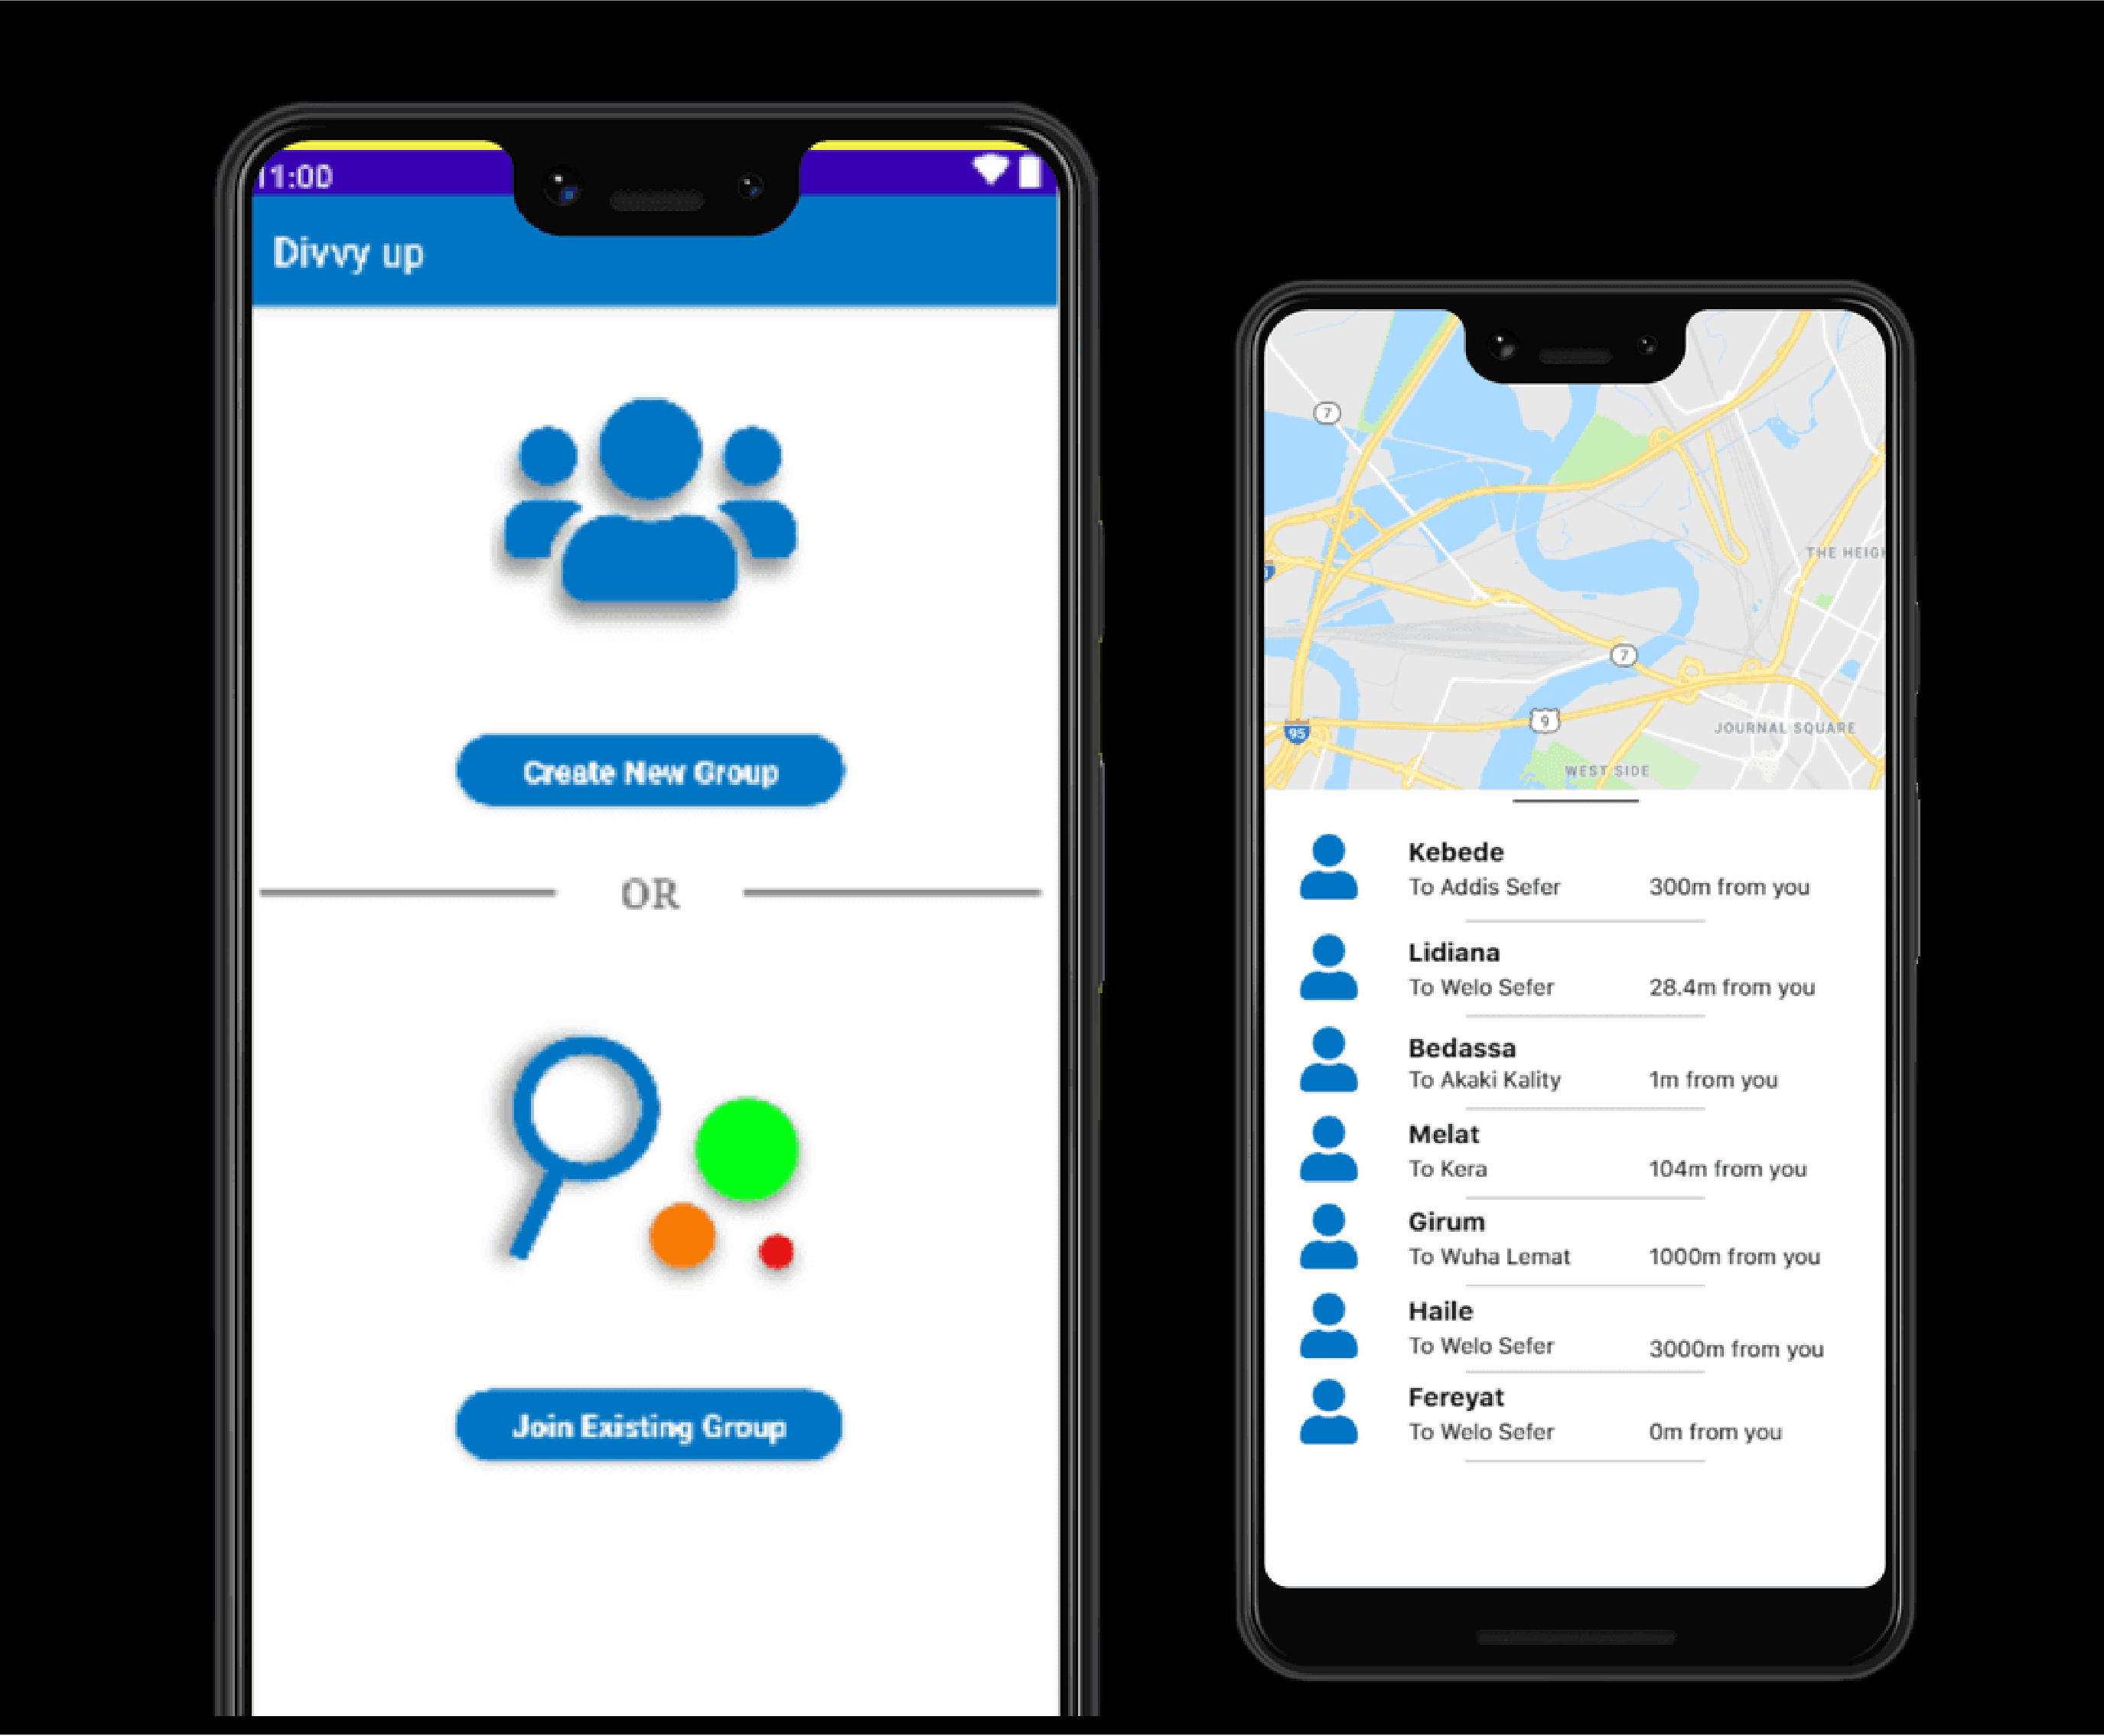 11:00
Divvy up
Create New Group
OR
Join Existing Group
7
THE HEIGH
7
9
95
JOURNAL SQUARE
WEST SIDE
Kebede
To Addis Sefer 300m from you
Lidiana
To Welo Sefer 28.4m from you
Bedassa
To Akaki Kality 1m from you
Melat
To Kera 104m from you
Girum
To Wuha Lemat 1000m from you
Haile
To Welo Sefer 3000m from you
Fereyat
To Welo Sefer 0m from you